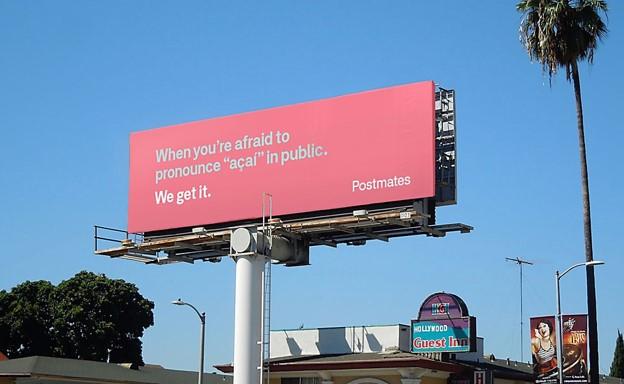 When you're afraid to
pronounce "açaí" in public.
We get it.
Postmates
HOLLYWOOD
Guest Inn